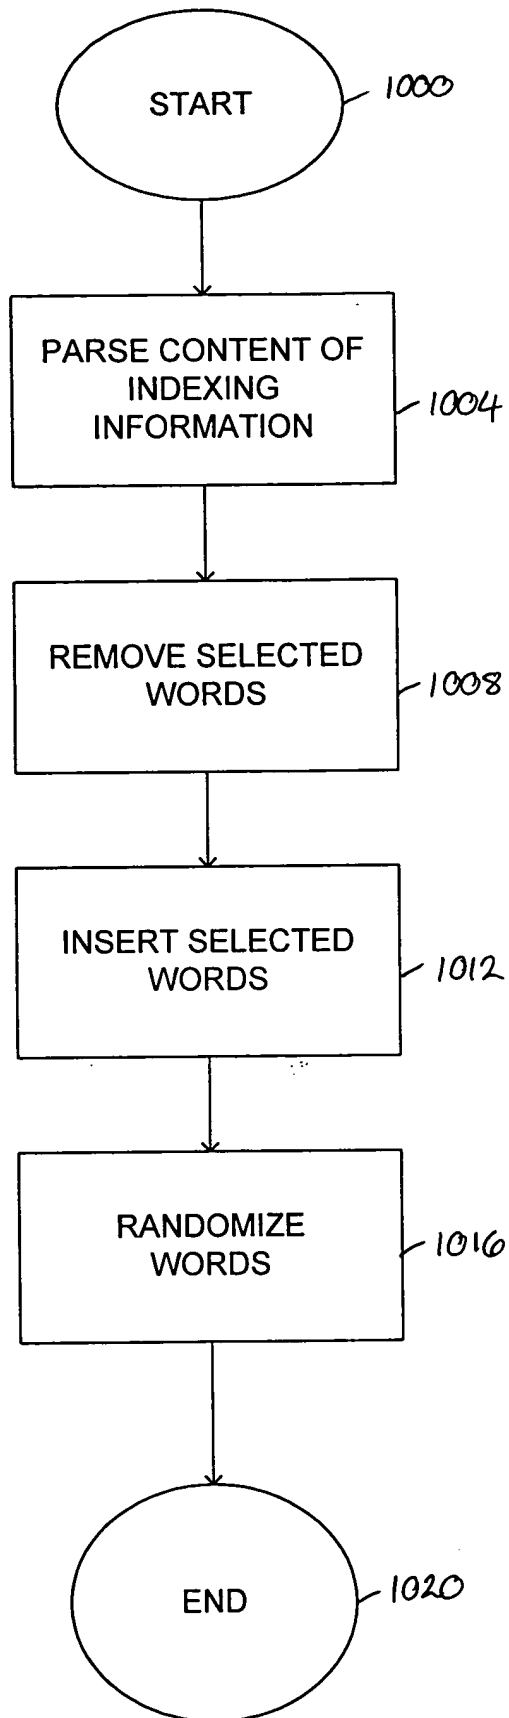 START
1000
PARSE CONTENT OF
INDEXING
INFORMATION
1004
REMOVE SELECTED
WORDS
1008
INSERT SELECTED
WORDS
1012
RANDOMIZE
WORDS
1016
END
1020